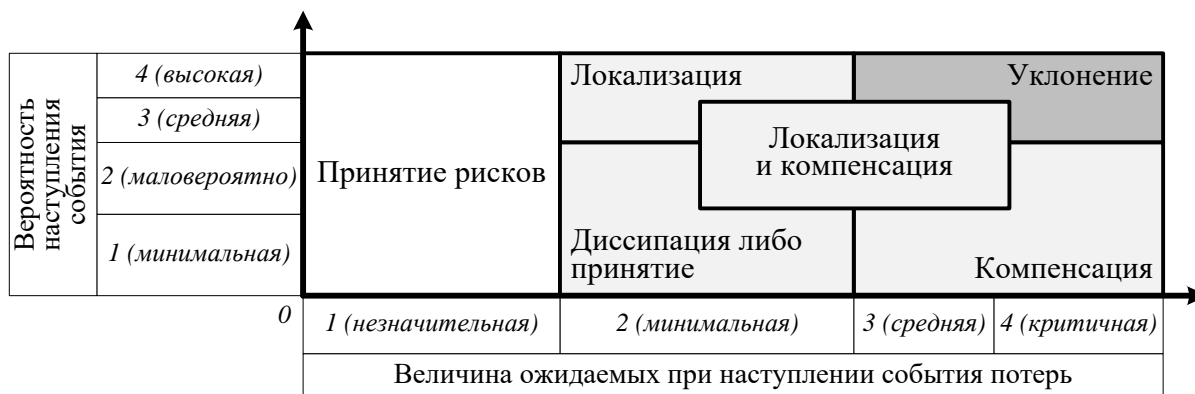 Вероятность
наступления
события
4 (высокая)
3 (средняя)
2 (маловероятно)
1 (минимальная)
Принятие рисков
Локализация
Уклонение
Локализация
и компенсация
Диссипация либо
принятие
Компенсация
0
1 (незначительная)
2 (минимальная)
3 (средняя)
4 (критичная)
Величина ожидаемых при наступлении события потерь